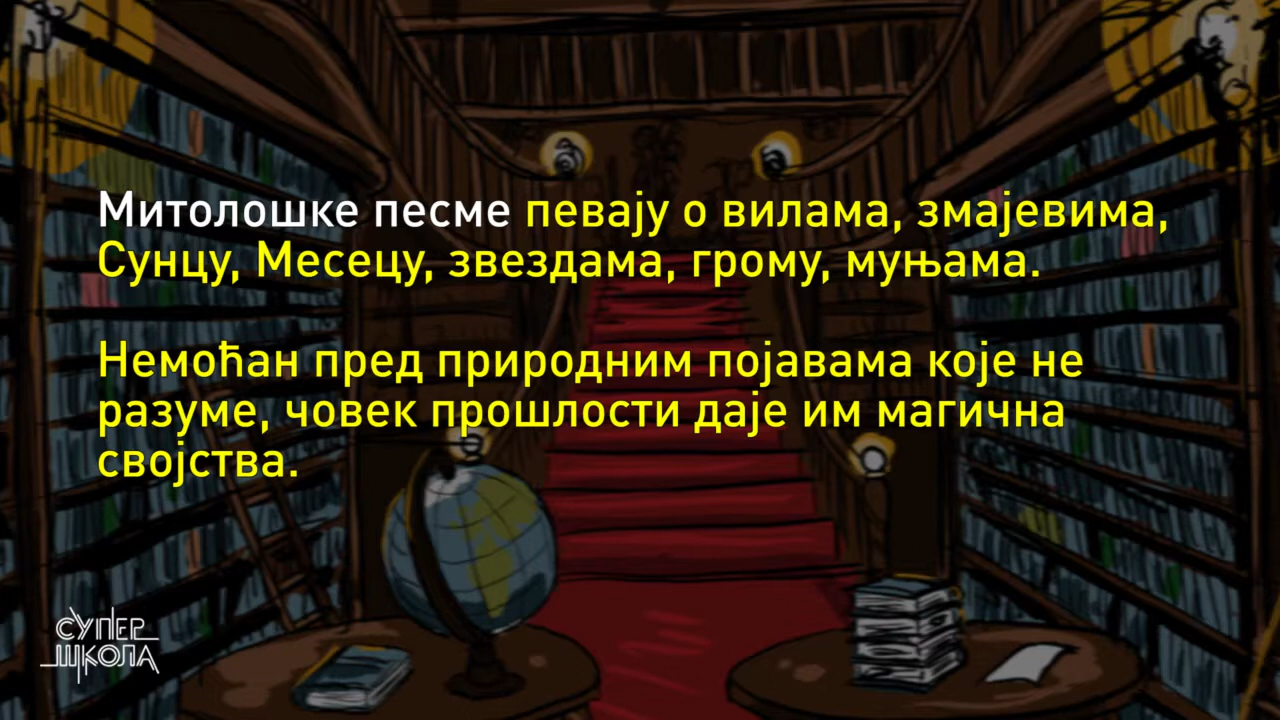 Митолошке песме певају о вилама, змајевима,
Сунцу, Месецу, звездама, грому, муњама.
Немоћан пред природним појавама које не
разуме, човек прошлости даје им магична
својства.
СУПЕР
ШКОЛА